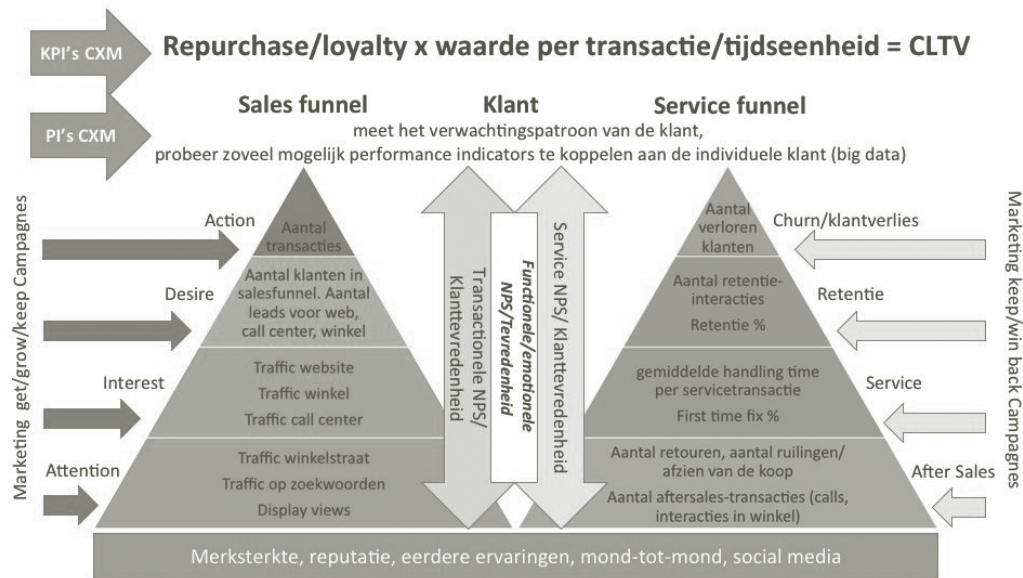 KPI's CXM
Repurchase/loyalty x waarde per transactie/tijdseenheid = CLTV
PI's CXM
Sales funnel
Klant
Service funnel
meet het verwachtingspatroon van de klant,
probeer zoveel mogelijk performance indicators te koppelen aan de individuele klant (big data)
Marketing get/grow/keep Campagnes
Action
Desire
Interest
Attention
Aantal
transacties
Aantal klanten in
salesfunnel. Aantal
leads voor web,
call center, winkel
Traffic website
Traffic winkel
Traffic call center
Traffic winkelstraat
Traffic op zoekwoorden
Display views
Transactionele NPS/
Klanttevredenheid
Functionele/emotionele
NPS/Tevredenheid
Service NPS/ Klanttevredenheid
Aantal
verloren
klanten
Aantal retentie-
interacties
Retentie %
gemiddelde handling time
per servicetransactie
First time fix %
Aantal retouren, aantal ruilingen/
afzien van de koop
Aantal aftersales-transacties (calls,
interacties in winkel)
Churn/klantverlies
Retentie
Service
After Sales
Marketing keep/win back Campagnes
Merksterkte, reputatie, eerdere ervaringen, mond-tot-mond, social media